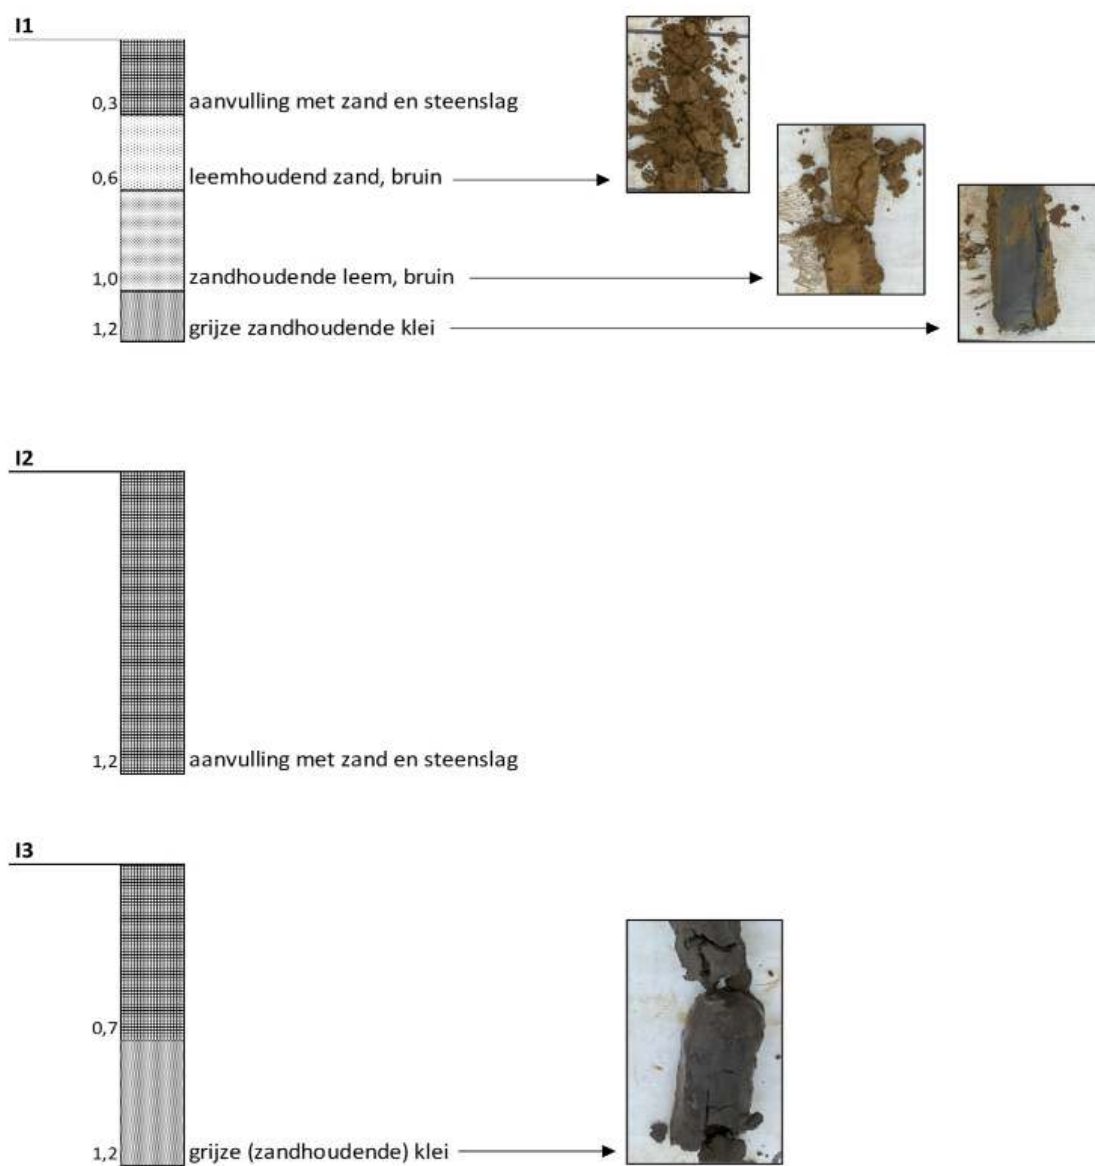 I1
0,3 aanvulling met zand en steenslag
0,6 leemhoudend zand, bruin
1,0 zandhoudende leem, bruin
1,2 grijze zandhoudende klei
I2
1,2 aanvulling met zand en steenslag
I3
0,7
1,2 grijze (zandhoudende) klei